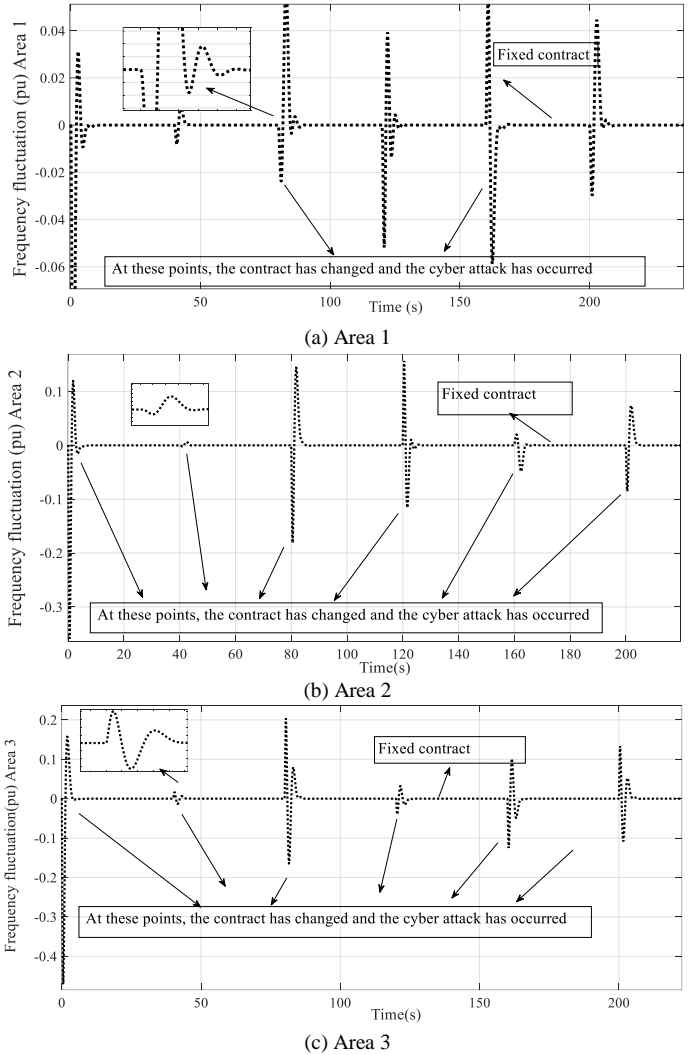 Frequency fluctuation (pu) Area 1
0.04
0.02
0
-0.02
-0.04
-0.06
Fixed contract
At these points, the contract has changed and the cyber attack has occurred
0 50 100 150 200
Time (s)
(a) Area 1
Frequency fluctuation (pu) Area 2
0.1
0
-0.1
-0.2
-0.3
Fixed contract
At these points, the contract has changed and the cyber attack has occurred
0 20 40 60 80 100 120 140 160 180 200
Time(s)
(b) Area 2
Frequency fluctuation(pu) Area 3
0.2
0.1
0
-0.1
-0.2
-0.3
-0.4
Fixed contract
At these points, the contract has changed and the cyber attack has occurred
0 50 100 150 200
Time(s)
(c) Area 3